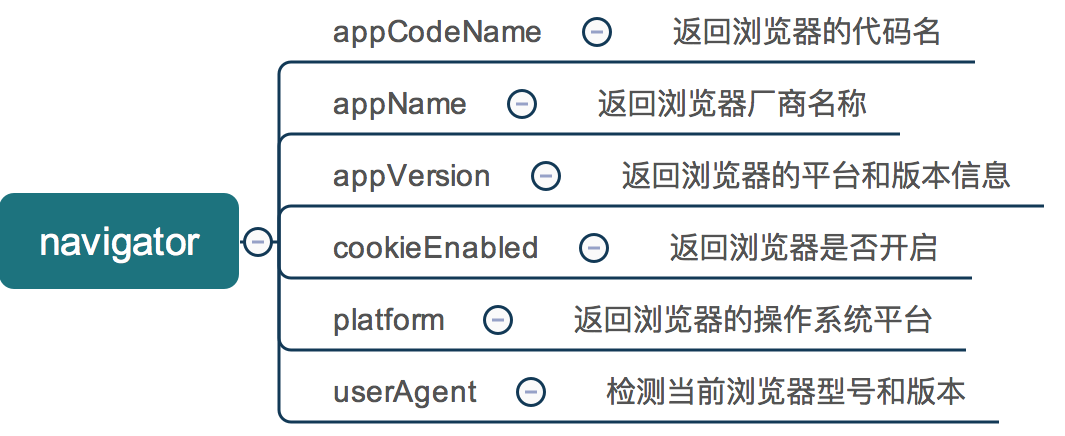 appCodeName 返回浏览器的代码名
appName 返回浏览器厂商名称
appVersion 返回浏览器的平台和版本信息
navigator
cookieEnabled 返回浏览器是否开启
platform 返回浏览器的操作系统平台
userAgent 检测当前浏览器型号和版本